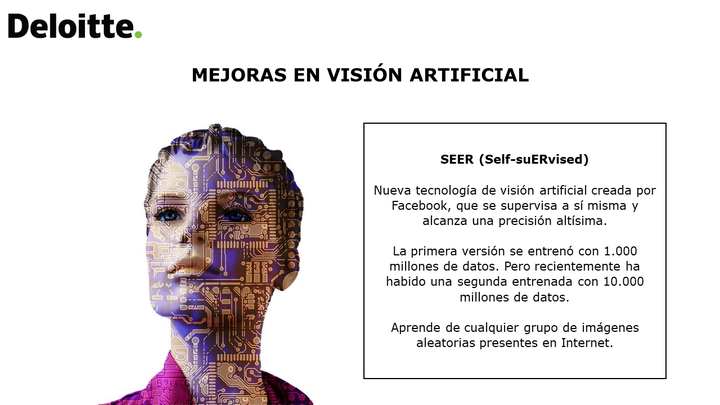 Deloitte.
MEJORAS EN VISIÓN ARTIFICIAL
SEER (Self-suERvised)
Nueva tecnología de visión artificial creada por
Facebook, que se supervisa a sí misma y
alcanza una precisión altísima.
La primera versión se entrenó con 1.000
millones de datos. Pero recientemente ha
habido una segunda entrenada con 10.000
millones de datos.
Aprende de cualquier grupo de imágenes
aleatorias presentes en Internet.